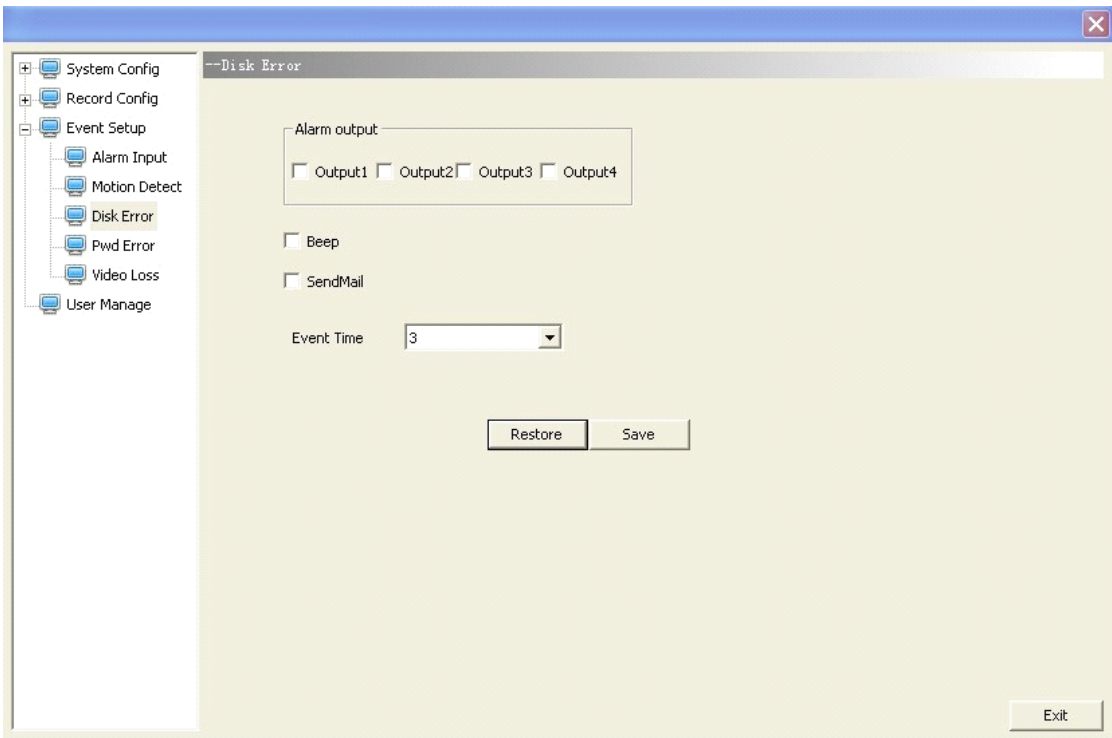 System Config
Record Config
Event Setup
Alarm Input
Motion Detect
Disk Error
Pwd Error
Video Loss
User Manage
--Disk Error
Alarm output
Output1 Output2 Output3 Output4
Beep
SendMail
Event Time 3
Restore Save
Exit